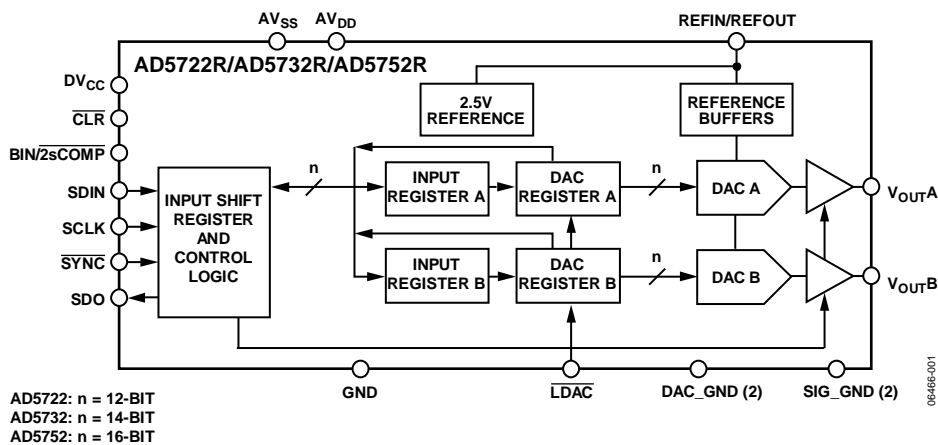 AVSS AVDD REFIN/REFOUT
AD5722R/AD5732R/AD5752R
DVCC
CLR
BIN/2sCOMP
SDIN
SCLK
SYNC
SDO
2.5V
REFERENCE
REFERENCE
BUFFERS
INPUT SHIFT
REGISTER
AND
CONTROL
LOGIC
n
INPUT
REGISTER A
DAC
REGISTER A
n
DAC A
VOUTA
INPUT
REGISTER B
DAC
REGISTER B
n
DAC B
VOUTB
GND LDAC DAC_GND (2) SIG_GND (2)
06466-001
AD5722: n = 12-BIT
AD5732: n = 14-BIT
AD5752: n = 16-BIT